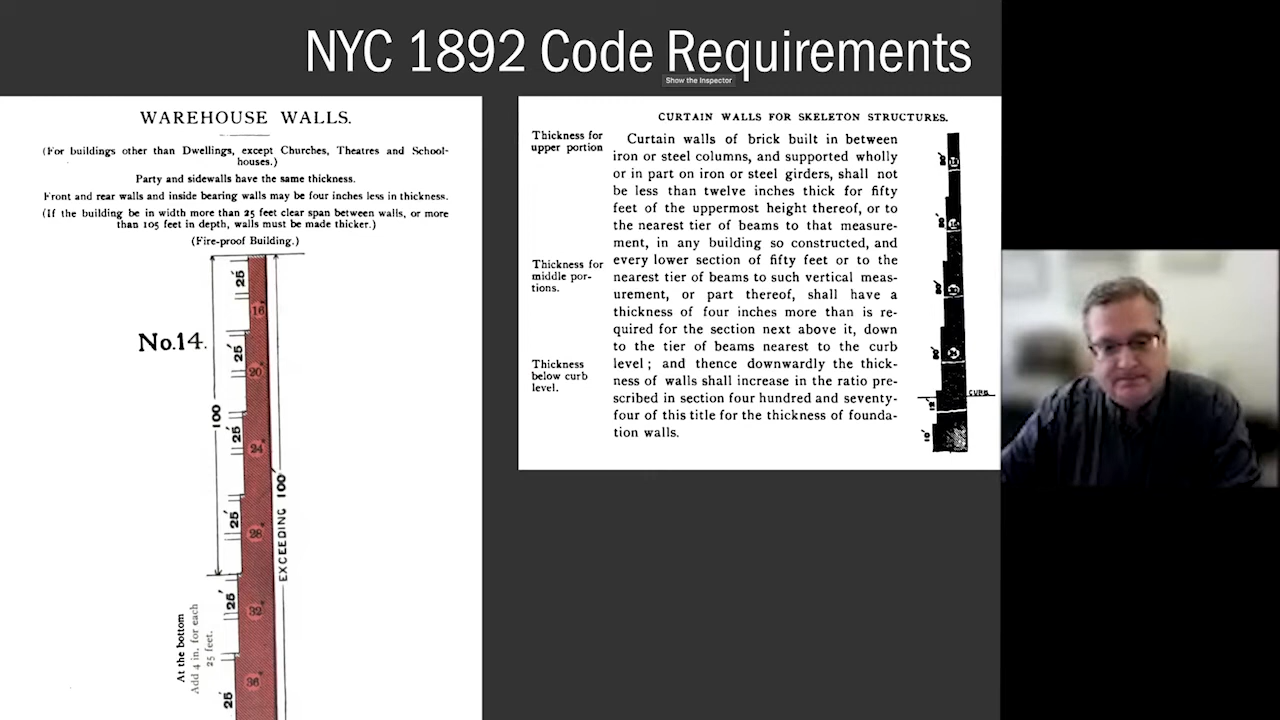 NYC 1892 Code Requirements
Show the Inspector
WAREHOUSE WALLS.
(For buildings other than Dwellings, except Churches, Theatres and School-
houses.)
Party and sidewalls have the same thickness.
Front and rear walls and inside bearing walls may be four inches less in thickness.
(If the building be in width more than 25 feet clear span between walls, or more
than 105 feet in depth, walls must be made thicker.)
(Fire-proof Building.)
No.14.
100
25'
25'
25'
25'
25'
25'
16"
20"
24"
28"
32"
36"
EXCEEDING 100'
At the bottom
Add 4 in. for each
25 feet.
CURTAIN WALLS FOR SKELETON STRUCTURES.
Thickness for
upper portion
Thickness for
middle por-
tions.
Thickness
below curb
level.
Curtain walls of brick built in between
iron or steel columns, and supported wholly
or in part on iron or steel girders, shall not
be less than twelve inches thick for fifty
feet of the uppermost height thereof, or to
the nearest tier of beams to that measure-
ment, in any building so constructed, and
every lower section of fifty feet or to the
nearest tier of beams to such vertical meas-
urement, or part thereof, shall have a
thickness of four inches more than is re-
quired for the section next above it, down
to the tier of beams nearest to the curb
level; and thence downwardly the thick-
ness of walls shall increase in the ratio pre-
scribed in section four hundred and seventy-
four of this title for the thickness of founda-
tion walls.
CURB
12'
10'